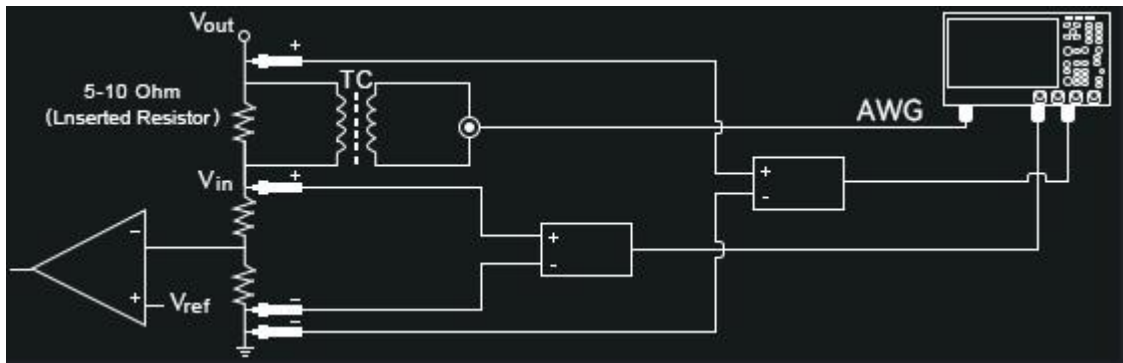 Vout
+
5-10 Ohm
(Lnserted Resistor)
TC
AWG
Vin
+
+
-
+
-
−
+
Vref
−
−